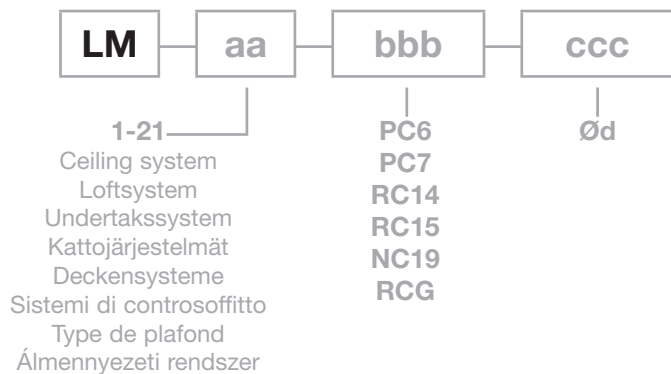 LM aa bbb ccc
1-21 PC6 Ød
Ceiling system PC7
Loftsystem RC14
Undertakssystem RC15
Kattojärjestelmät NC19
Deckensysteme RCG
Sistemi di controsoffitto
Type de plafond
Álmennyezeti rendszer